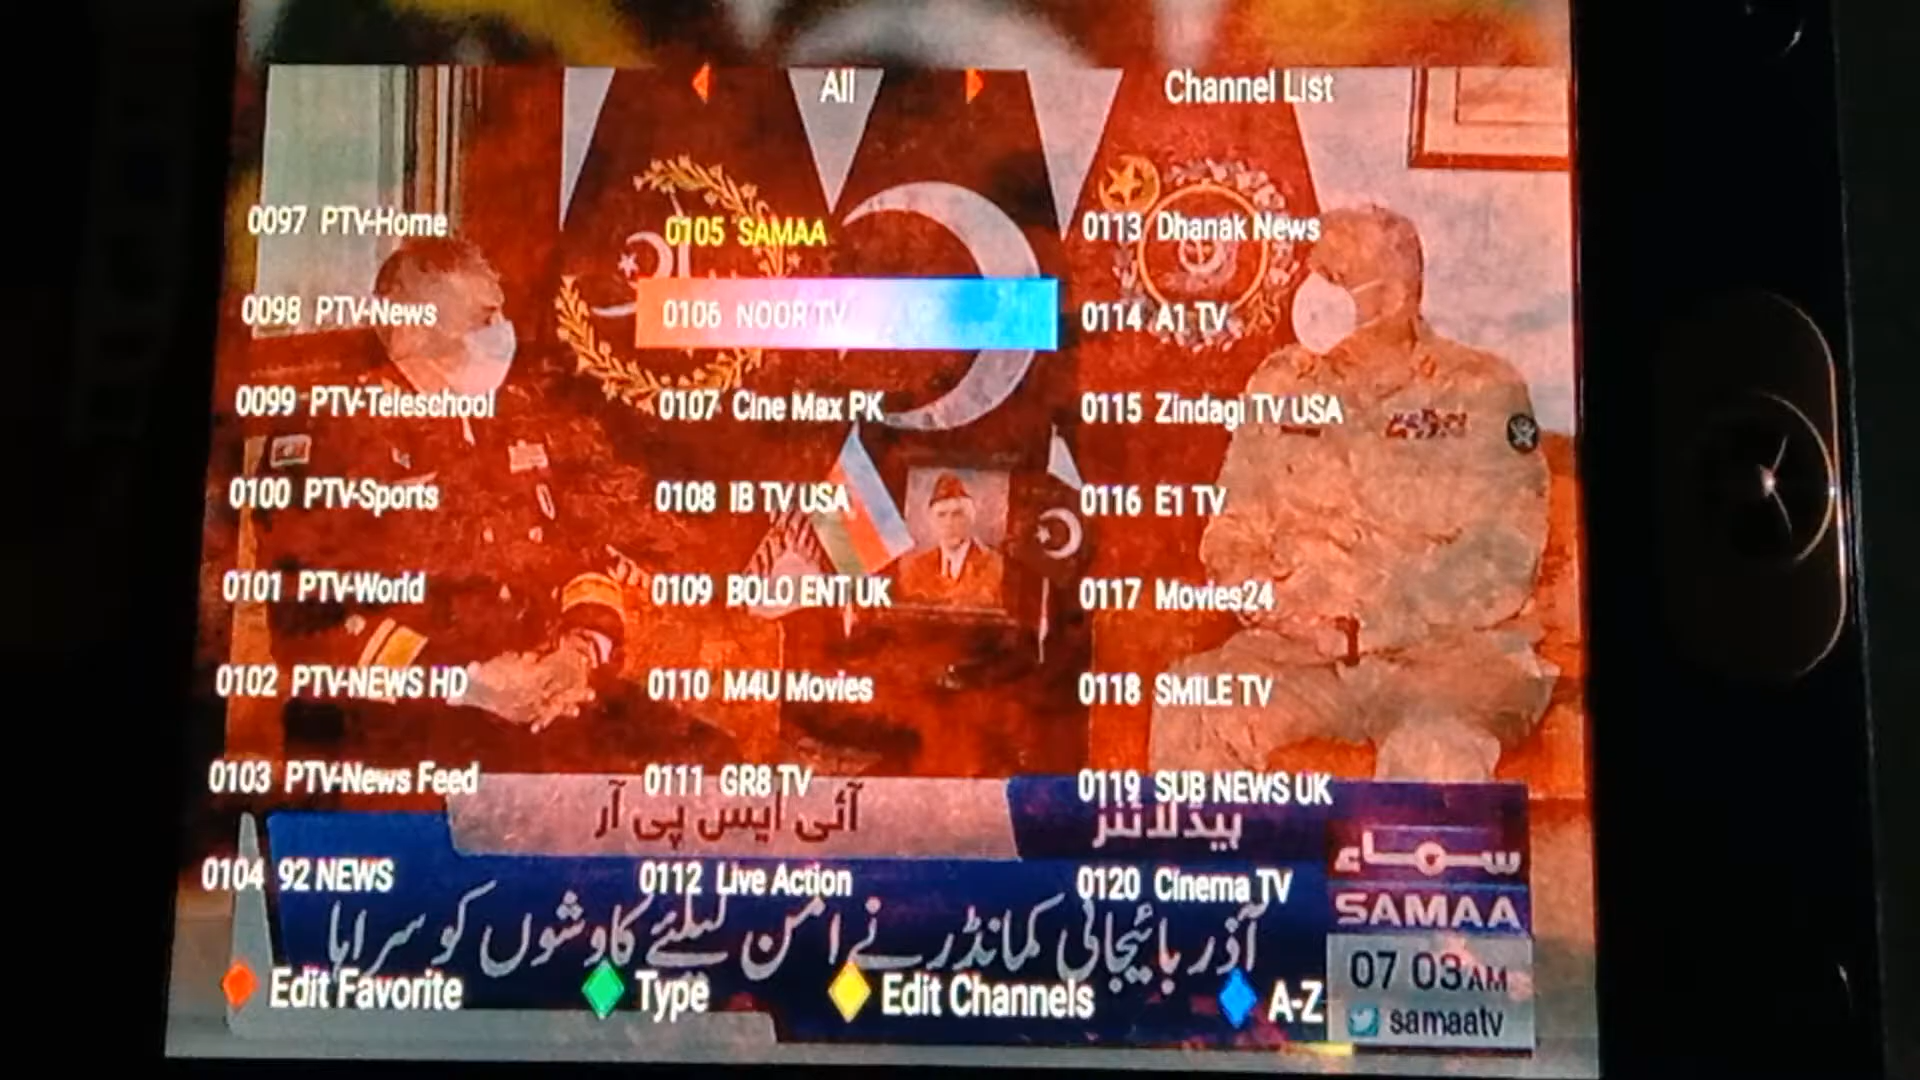 All
Channel List
0097 PTV-Home
0098 PTV-News
0099 PTV-Teleschool
0100 PTV-Sports
0101 PTV-World
0102 PTV-NEWS HD
0103 PTV-News Feed
0104 92 NEWS
0105 SAMAA
0106 NOOR TV
0107 Cine Max PK
0108 IB TV USA
0109 BOLO ENT UK
0110 M4U Movies
0111 GR8 TV
0112 Live Action
0113 Dhanak News
0114 A1 TV
0115 Zindagi TV USA
0116 E1 TV
0117 Movies24
0118 SMILE TV
0119 SUB NEWS UK
0120 Cinema TV
ہیڈلائنز
آئی ایس پی آر
آذربائیجانی کمانڈر نے امن کیلئے کاوشوں کو سراہا
سماء
SAMAA
07 03AM
samaatv
Edit Favorite
Type
Edit Channels
A-Z